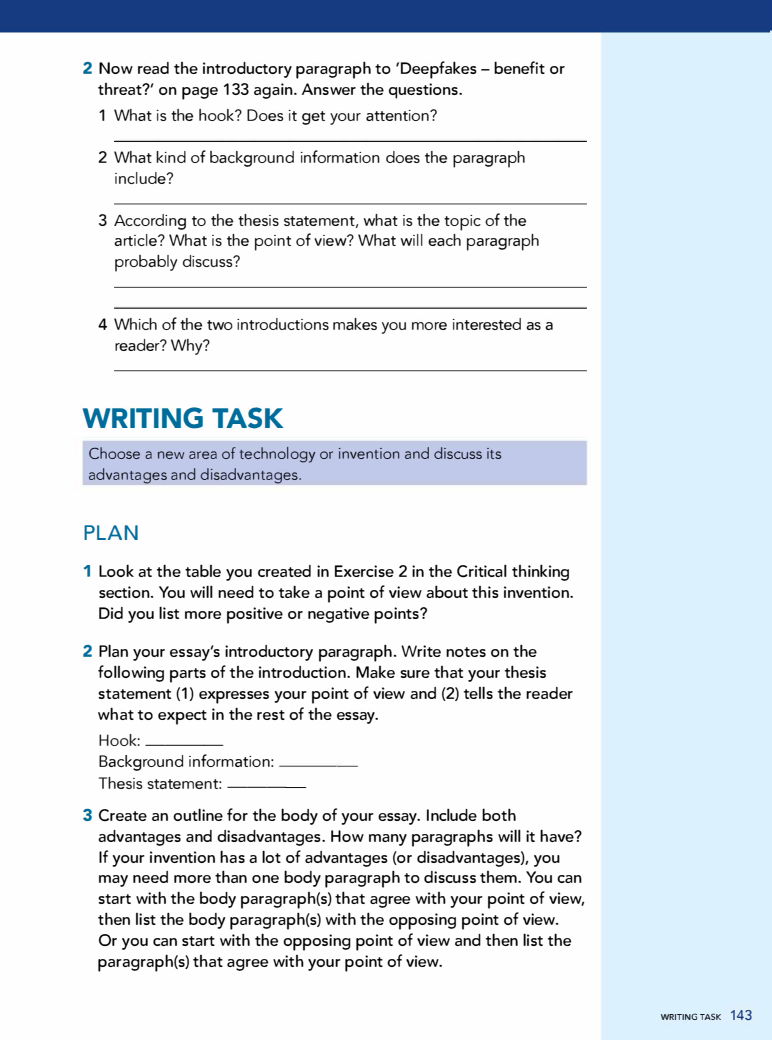 2 Now read the introductory paragraph to ‘Deepfakes – benefit or
threat?’ on page 133 again. Answer the questions.
1 What is the hook? Does it get your attention?
2 What kind of background information does the paragraph
include?
3 According to the thesis statement, what is the topic of the
article? What is the point of view? What will each paragraph
probably discuss?
4 Which of the two introductions makes you more interested as a
reader? Why?
WRITING TASK
Choose a new area of technology or invention and discuss its
advantages and disadvantages.
PLAN
1 Look at the table you created in Exercise 2 in the Critical thinking
section. You will need to take a point of view about this invention.
Did you list more positive or negative points?
2 Plan your essay’s introductory paragraph. Write notes on the
following parts of the introduction. Make sure that your thesis
statement (1) expresses your point of view and (2) tells the reader
what to expect in the rest of the essay.
Hook:
Background information:
Thesis statement:
3 Create an outline for the body of your essay. Include both
advantages and disadvantages. How many paragraphs will it have?
If your invention has a lot of advantages (or disadvantages), you
may need more than one body paragraph to discuss them. You can
start with the body paragraph(s) that agree with your point of view,
then list the body paragraph(s) with the opposing point of view.
Or you can start with the opposing point of view and then list the
paragraph(s) that agree with your point of view.
WRITING TASK 143